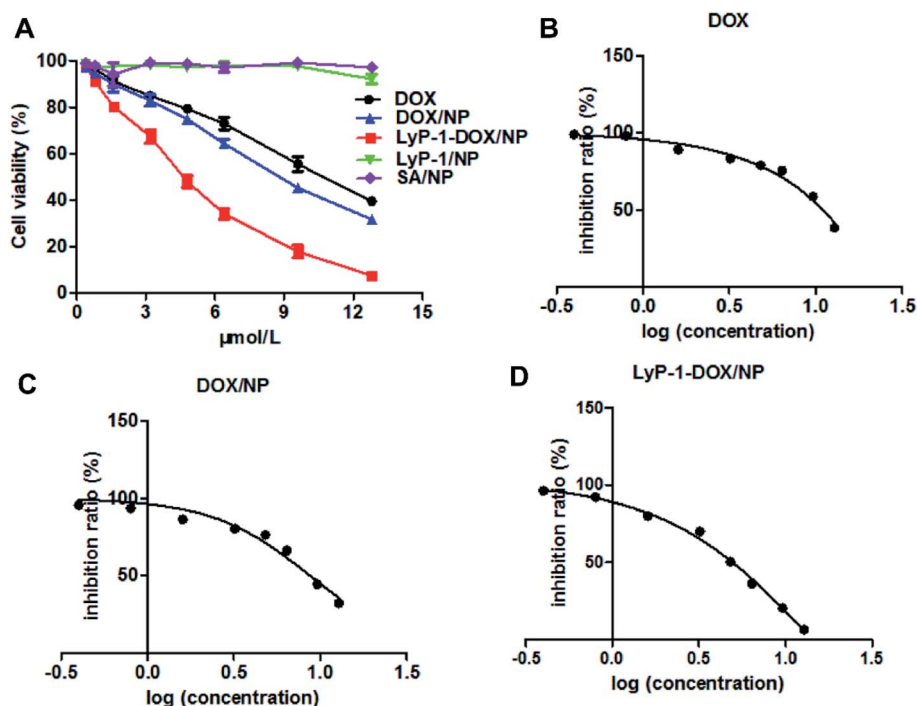 A
Cell viability (%)
100
80
60
40
20
0
0
3
6
9
12
15
µmol/L
DOX
DOX/NP
LyP-1-DOX/NP
LyP-1/NP
SA/NP
B
DOX
inhibition ratio (%)
150
100
50
-0.5
0.0
0.5
1.0
1.5
log (concentration)
C
DOX/NP
inhibition ratio (%)
150
100
50
-0.5
0.0
0.5
1.0
1.5
log (concentration)
D
LyP-1-DOX/NP
inhibition ratio (%)
150
100
50
-0.5
0.0
0.5
1.0
1.5
log (concentration)